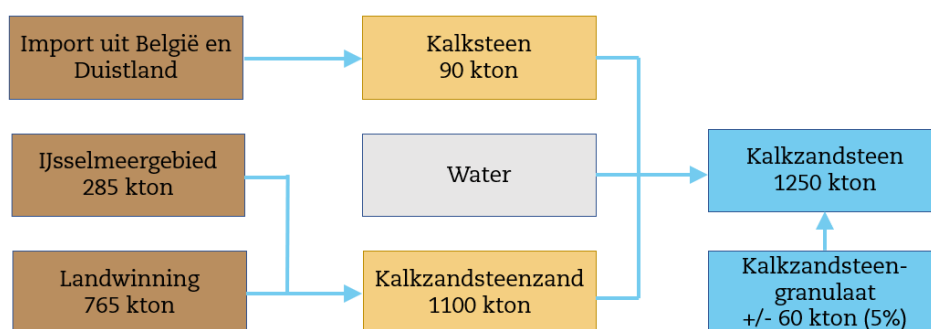 Import uit België en
Duistland
Kalksteen
90 kton
IJsselmeergebied
285 kton
Water
Kalkzandsteen
1250 kton
Landwinning
765 kton
Kalkzandsteenzand
1100 kton
Kalkzandsteen-
granulaat
+/- 60 kton (5%)